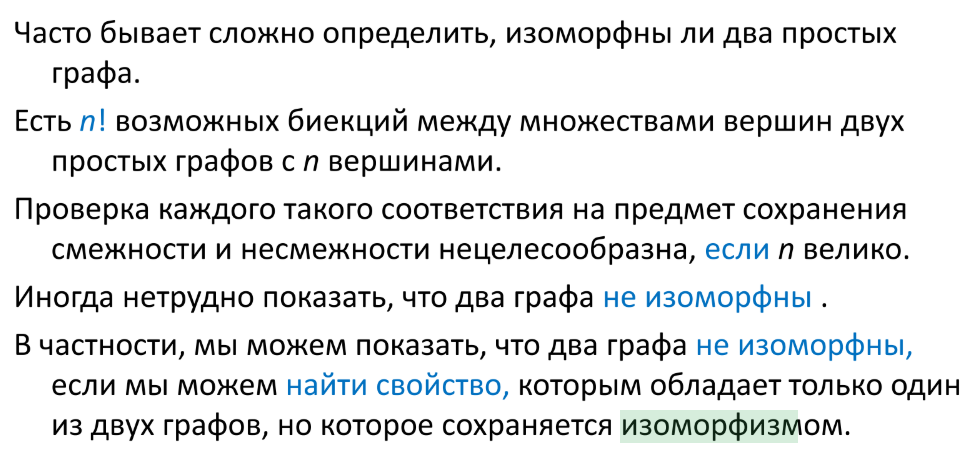 Часто бывает сложно определить, изоморфны ли два простых
графа.
Есть n! возможных биекций между множествами вершин двух
простых графов с n вершинами.
Проверка каждого такого соответствия на предмет сохранения
смежности и несмежности нецелесообразна, если n велико.
Иногда нетрудно показать, что два графа не изоморфны .
В частности, мы можем показать, что два графа не изоморфны,
если мы можем найти свойство, которым обладает только один
из двух графов, но которое сохраняется изоморфизмом.